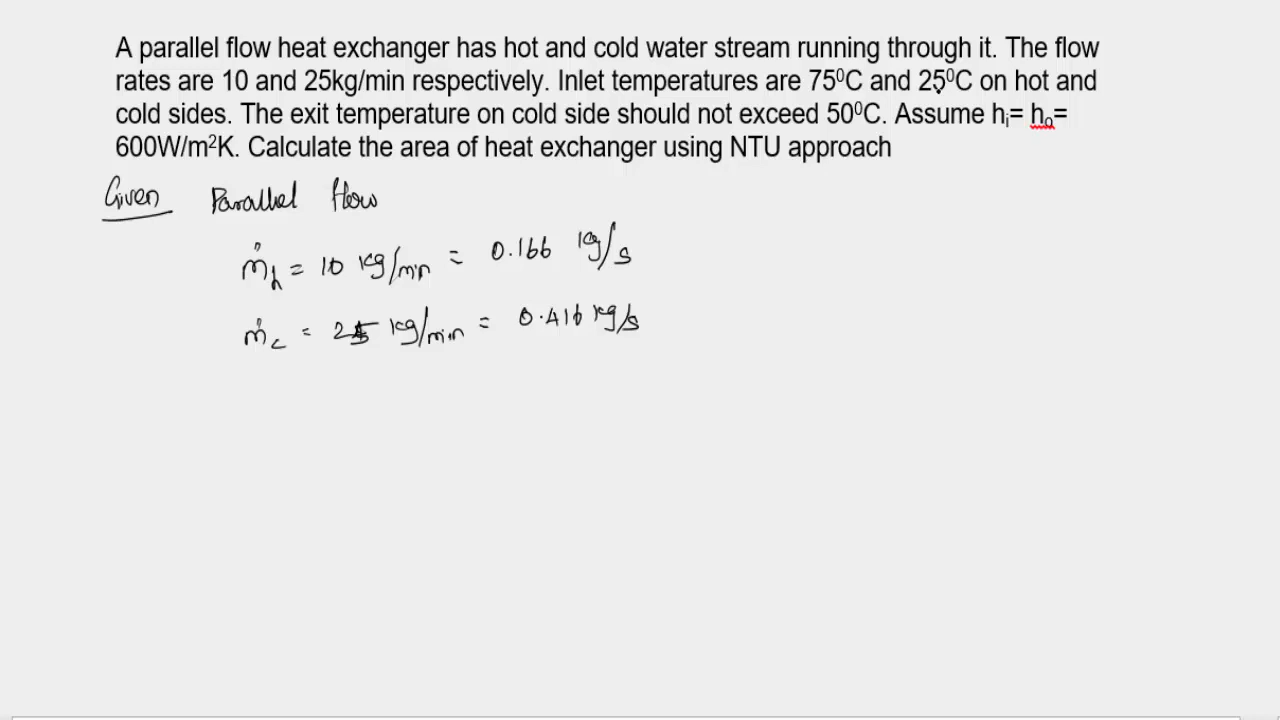 A parallel flow heat exchanger has hot and cold water stream running through it. The flow
rates are 10 and 25kg/min respectively. Inlet temperatures are 75⁰C and 25⁰C on hot and
cold sides. The exit temperature on cold side should not exceed 50⁰C. Assume hᵢ= hₒ=
600W/m²K. Calculate the area of heat exchanger using NTU approach
Given Parallel flow
ṁh = 10 kg/min = 0.166 kg/s
ṁc = 25 kg/min = 0.416 kg/s